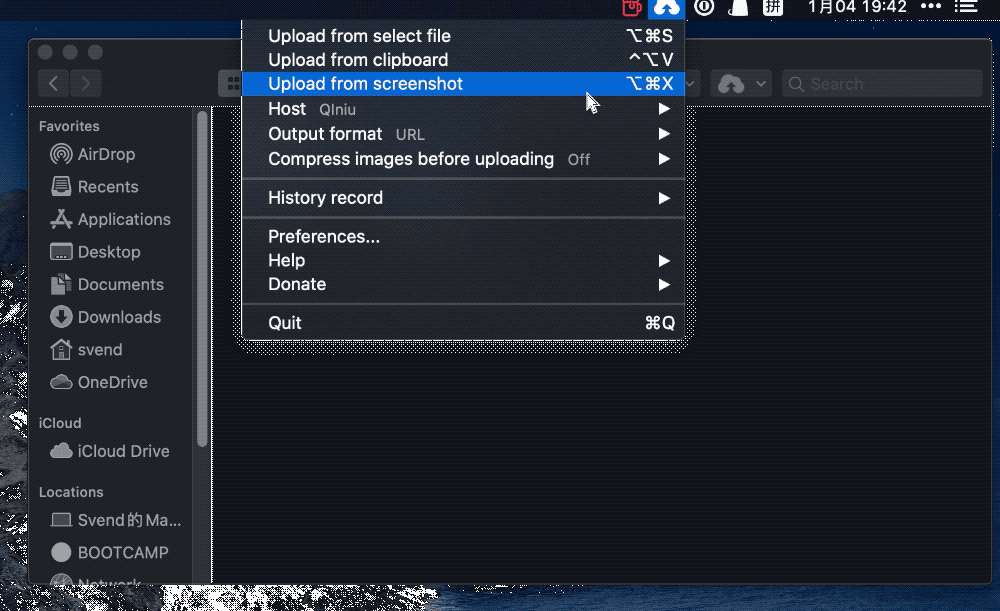 拼 1月04 19:42
Upload from select file ⌥⌘S
Upload from clipboard ^⌥V
Upload from screenshot ⌥⌘X
Host QIniu
Output format URL
Compress images before uploading Off
History record
Preferences...
Help
Donate
Quit ⌘Q
Search
Favorites
AirDrop
Recents
Applications
Desktop
Documents
Downloads
svend
OneDrive
iCloud
iCloud Drive
Locations
Svend的Ma...
BOOTCAMP
Network